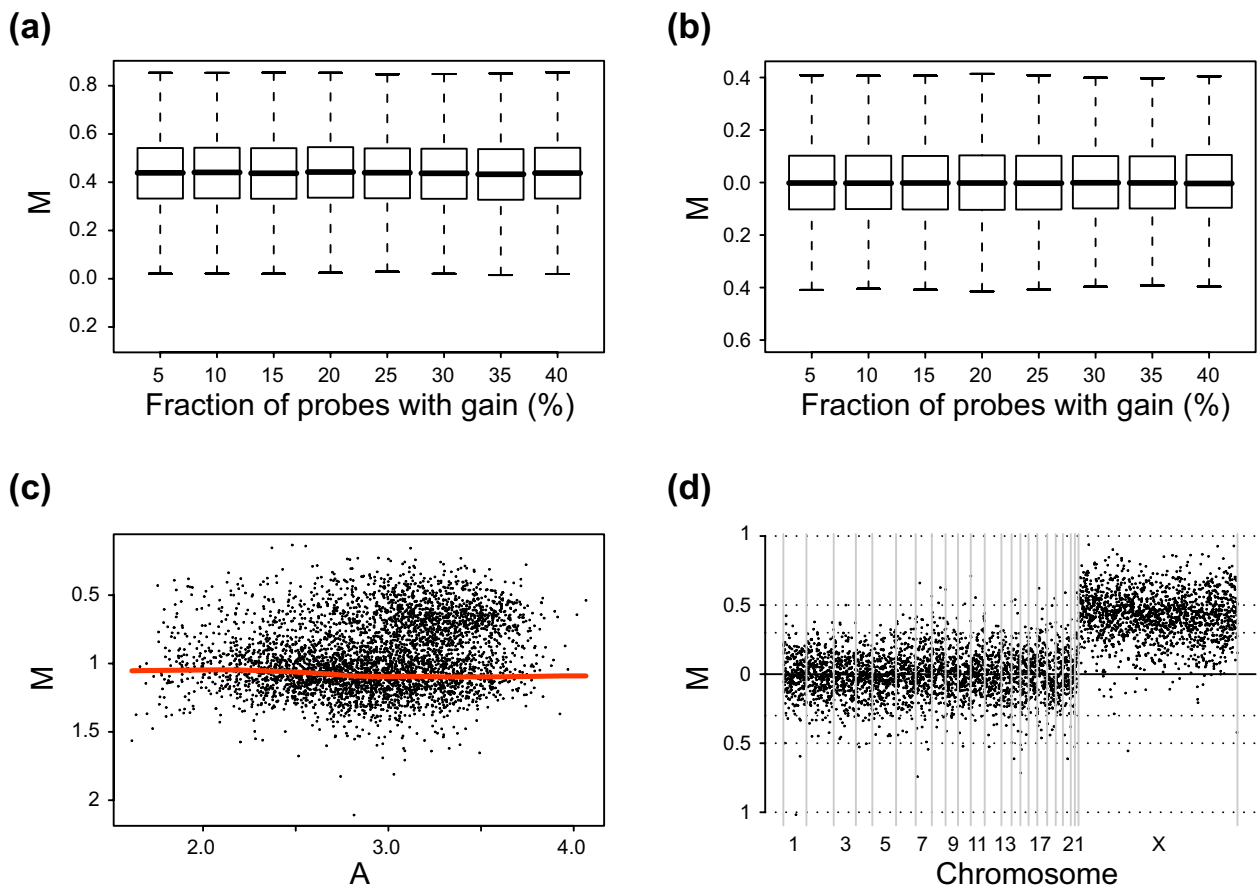 (a)
0.8
0.6
0.4
0.2
0.0
0.2
M
5 10 15 20 25 30 35 40
Fraction of probes with gain (%)
(b)
0.4
0.2
0.0
0.2
0.4
0.6
M
5 10 15 20 25 30 35 40
Fraction of probes with gain (%)
(c)
0.5
1
1.5
2
M
2.0 3.0 4.0
A
(d)
1
0.5
0
0.5
1
M
1 3 5 7 9 11 13 17 21 X
Chromosome